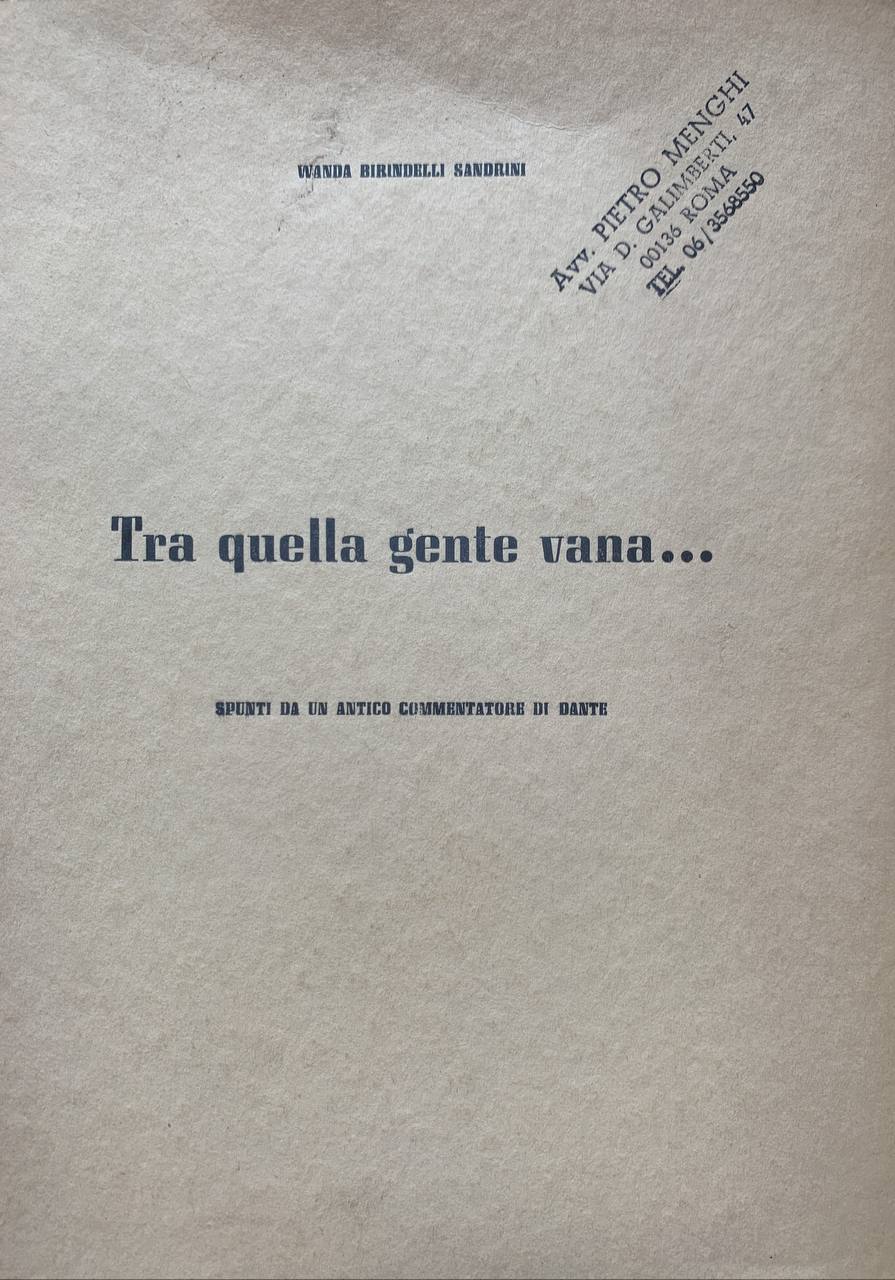 WANDA BIRINDELLI SANDRINI
Avv. PIETRO MENGHI
VIA D. GALIMBERTI, 47
00136 ROMA
TEL. 06/3568550
Tra quella gente vana...
SPUNTI DA UN ANTICO COMMENTATORE DI DANTE